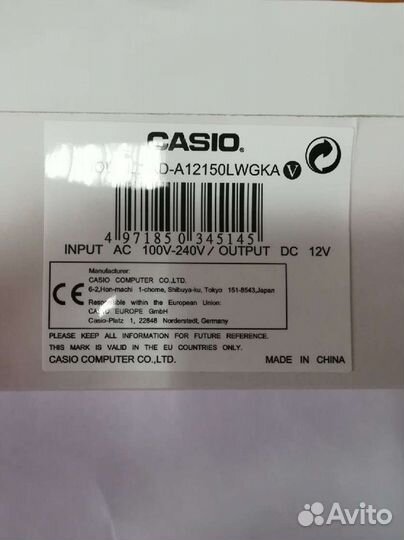 CASIO®
D-A12150LWGKA V
4 971850 345145
INPUT AC 100V-240V / OUTPUT DC 12V
Manufacturer:
CASIO COMPUTER CO.,LTD.
6-2,Hon-machi 1-chome, Shibuya-ku, Tokyo 151-8543,Japan
CE
Responsible within the European Union:
CASIO EUROPE GmbH
Casio-Platz 1, 22848 Norderstedt, Germany
PLEASE KEEP ALL INFORMATION FOR FUTURE REFERENCE.
THIS MARK IS VALID IN THE EU COUNTRIES ONLY.
CASIO COMPUTER CO.,LTD. MADE IN CHINA
Avito